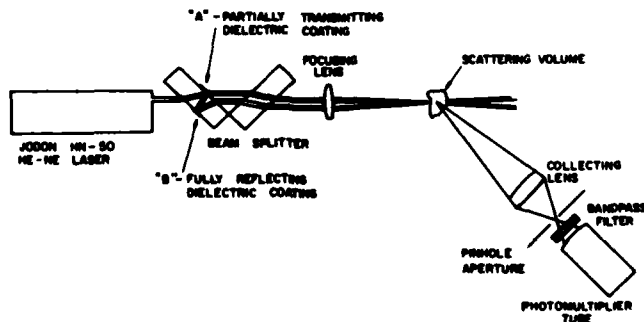 "A"-PARTIALLY TRANSMITTING
DIELECTRIC COATING
FOCUSING
LENS
SCATTERING VOLUME
JODON HN-50
HE-NE LASER
BEAM SPLITTER
"B"-FULLY REFLECTING
DIELECTRIC COATING
COLLECTING
LENS
BANDPASS
FILTER
PINHOLE
APERTURE
PHOTOMULTIPLIER
TUBE